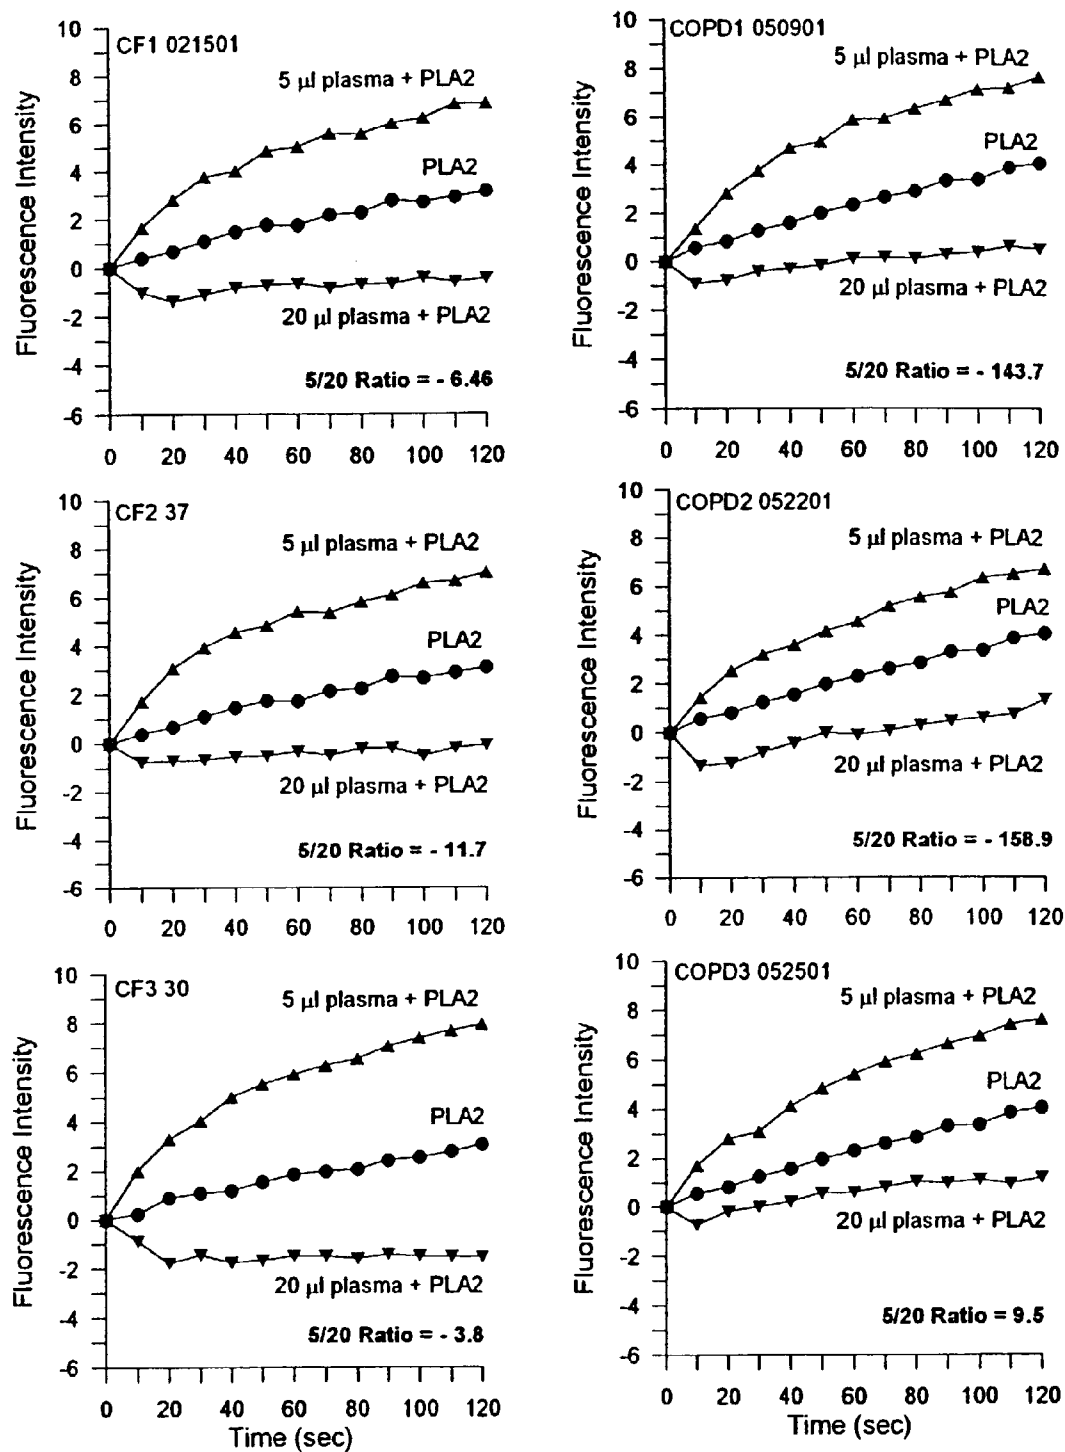 CF1 021501
5 µl plasma + PLA2
PLA2
20 µl plasma + PLA2
5/20 Ratio = - 6.46
Fluorescence Intensity
10
8
6
4
2
0
-2
-4
-6
0 20 40 60 80 100 120
COPD1 050901
5 µl plasma + PLA2
PLA2
20 µl plasma + PLA2
5/20 Ratio = - 143.7
Fluorescence Intensity
10
8
6
4
2
0
-2
-4
-6
0 20 40 60 80 100 120
CF2 37
5 µl plasma + PLA2
PLA2
20 µl plasma + PLA2
5/20 Ratio = - 11.7
Fluorescence Intensity
10
8
6
4
2
0
-2
-4
-6
0 20 40 60 80 100 120
COPD2 052201
5 µl plasma + PLA2
PLA2
20 µl plasma + PLA2
5/20 Ratio = - 158.9
Fluorescence Intensity
10
8
6
4
2
0
-2
-4
-6
0 20 40 60 80 100 120
CF3 30
5 µl plasma + PLA2
PLA2
20 µl plasma + PLA2
5/20 Ratio = - 3.8
Fluorescence Intensity
10
8
6
4
2
0
-2
-4
-6
0 20 40 60 80 100 120
Time (sec)
COPD3 052501
5 µl plasma + PLA2
PLA2
20 µl plasma + PLA2
5/20 Ratio = 9.5
Fluorescence Intensity
10
8
6
4
2
0
-2
-4
-6
0 20 40 60 80 100 120
Time (sec)